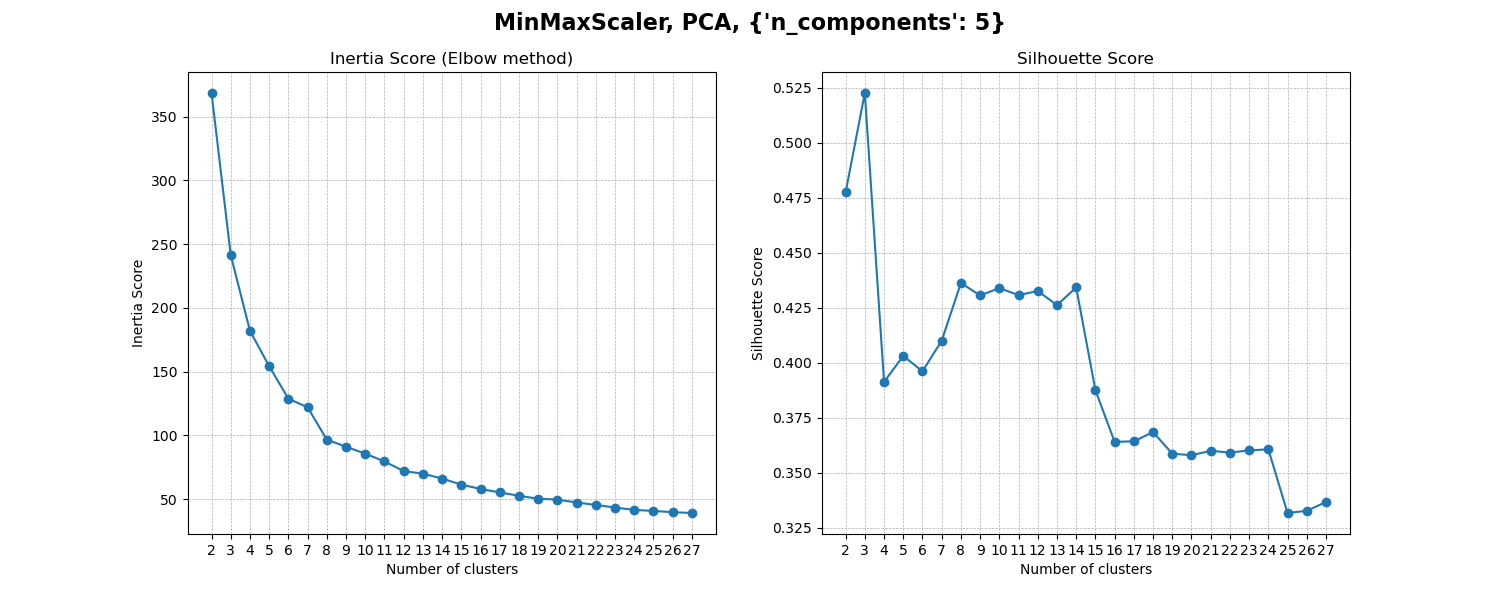 MinMaxScaler, PCA, {'n_components': 5}
Inertia Score (Elbow method)
Inertia Score
350
300
250
200
150
100
50
2 3 4 5 6 7 8 9 10 11 12 13 14 15 16 17 18 19 20 21 22 23 24 25 26 27
Number of clusters
Silhouette Score
Silhouette Score
0.525
0.500
0.475
0.450
0.425
0.400
0.375
0.350
0.325
2 3 4 5 6 7 8 9 10 11 12 13 14 15 16 17 18 19 20 21 22 23 24 25 26 27
Number of clusters